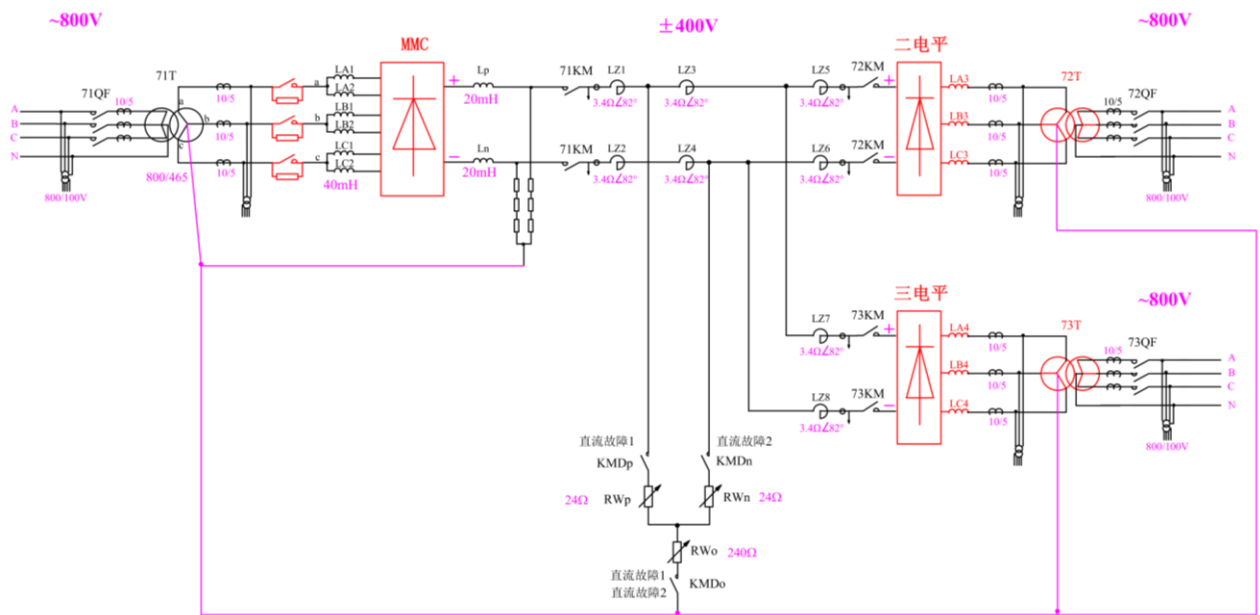 ~800V
±400V
~800V
MMC
二电平
71T
71QF
10/5
A
B
C
N
800/100V
a
b
c
800/465
10/5
10/5
10/5
a
b
c
LA1
LA2
LB1
LB2
LC1
LC2
40mH
+
−
Lp
20mH
Ln
20mH
71KM
71KM
LZ1
3.4Ω∠82°
LZ2
3.4Ω∠82°
LZ3
3.4Ω∠82°
LZ4
3.4Ω∠82°
LZ5
3.4Ω∠82°
LZ6
3.4Ω∠82°
72KM
72KM
+
−
LA3
LB3
LC3
10/5
10/5
10/5
72T
10/5
72QF
A
B
C
N
800/100V
三电平
~800V
LZ7
3.4Ω∠82°
LZ8
3.4Ω∠82°
73KM
73KM
+
−
LA4
LB4
LC4
10/5
10/5
10/5
73T
10/5
73QF
A
B
C
N
800/100V
直流故障1
KMDp
直流故障2
KMDn
24Ω
RWp
RWn
24Ω
RWo
240Ω
直流故障1
直流故障2
KMDo